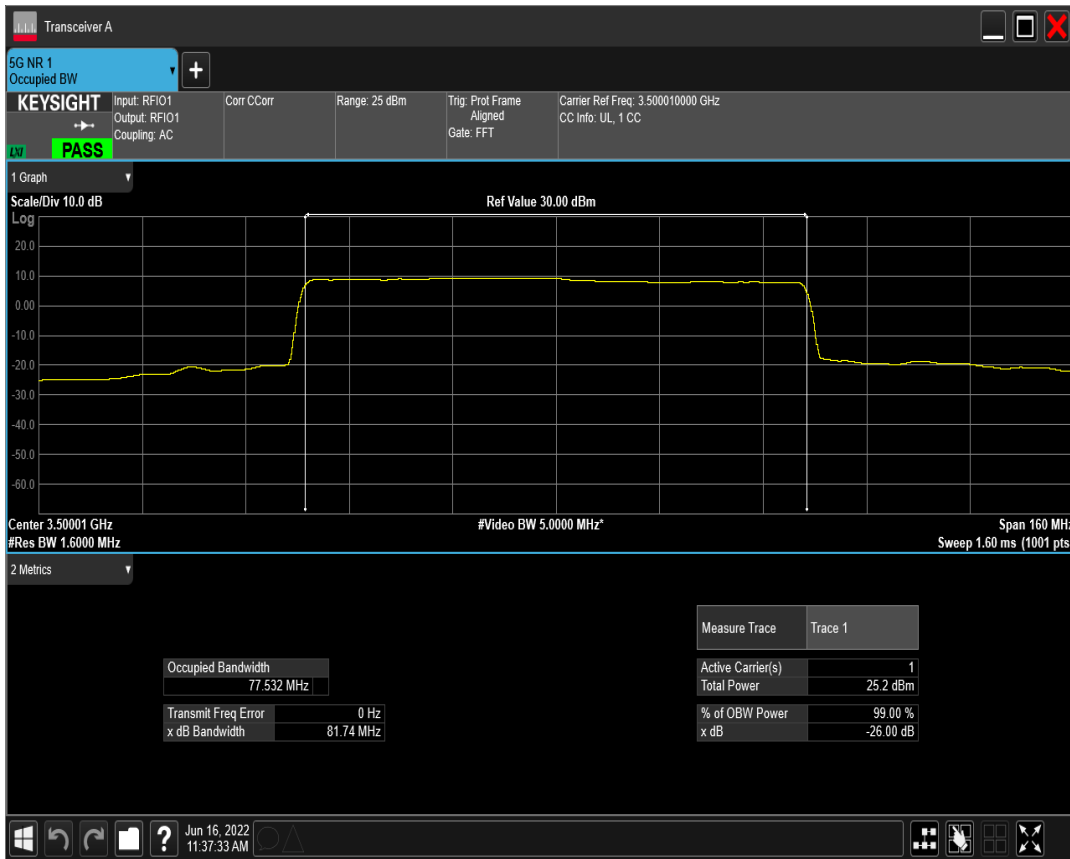 Transceiver A
5G NR 1
Occupied BW
KEYSIGHT
LXI
PASS
Input: RFIO1
Output: RFIO1
Coupling: AC
Corr CCorr
Range: 25 dBm
Trig: Prot Frame
Aligned
Gate: FFT
Carrier Ref Freq: 3.500010000 GHz
CC Info: UL, 1 CC
1 Graph
Scale/Div 10.0 dB
Ref Value 30.00 dBm
Log
20.0
10.0
0.00
-10.0
-20.0
-30.0
-40.0
-50.0
-60.0
Center 3.50001 GHz
#Video BW 5.0000 MHz*
Span 160 MHz
#Res BW 1.6000 MHz
Sweep 1.60 ms (1001 pts
2 Metrics
Measure Trace Trace 1
Occupied Bandwidth
77.532 MHz
Active Carrier(s) 1
Total Power 25.2 dBm
Transmit Freq Error 0 Hz
x dB Bandwidth 81.74 MHz
% of OBW Power 99.00 %
x dB -26.00 dB
?
Jun 16, 2022
11:37:33 AM